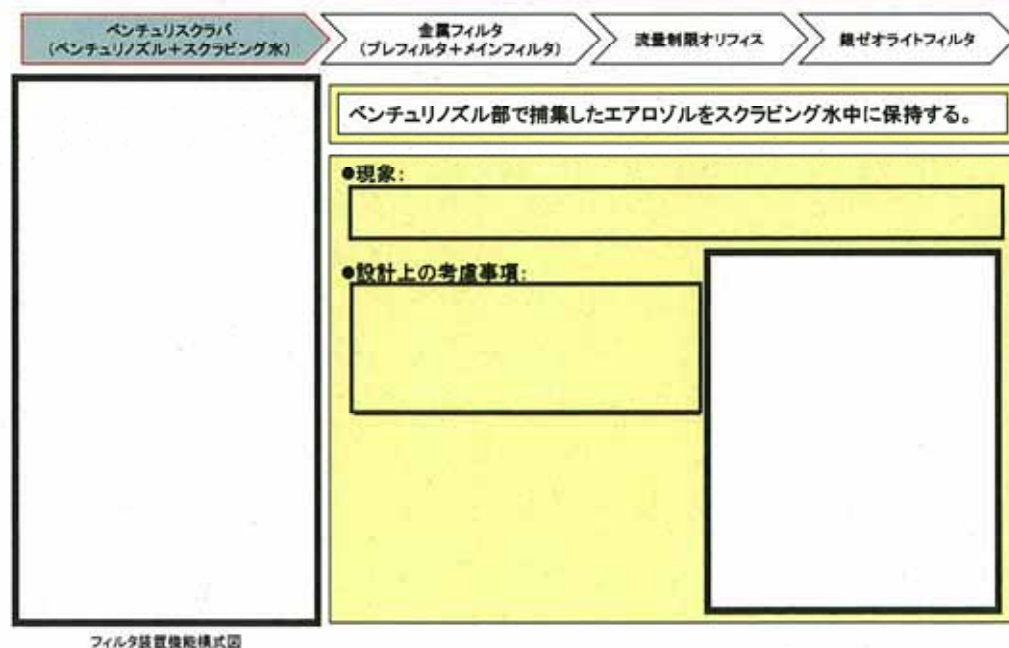 ベンチュリスクラバ
(ベンチュリノズル+スクラビング水)
金属フィルタ
(プレフィルタ+メインフィルタ)
流量制限オリフィス
銀ゼオライトフィルタ
ベンチュリノズル部で捕集したエアロゾルをスクラビング水中に保持する。
●現象:
●設計上の考慮事項:
フィルタ装置機能模式図